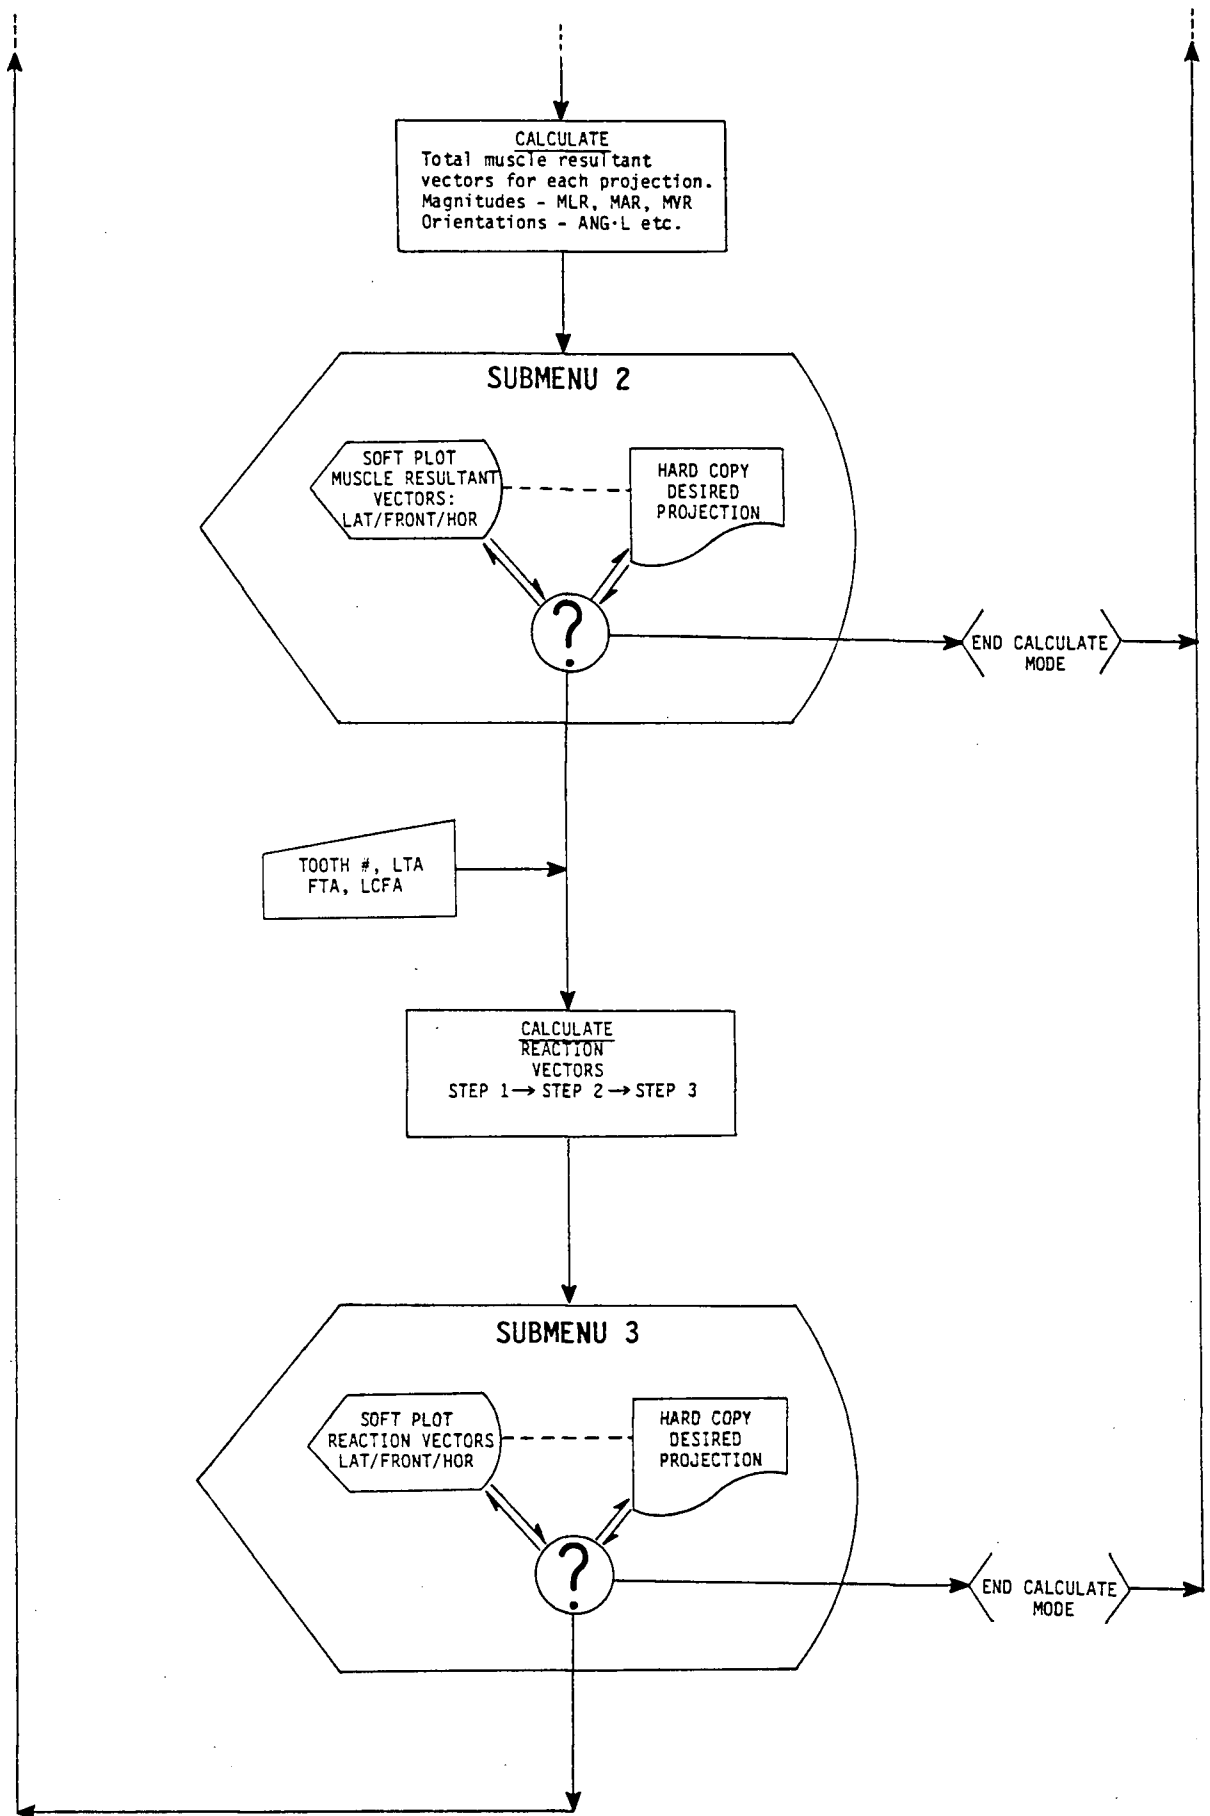 CALCULATE
Total muscle resultant
vectors for each projection.
Magnitudes - MLR, MAR, MVR
Orientations - ANG·L etc.
SUBMENU 2
SOFT PLOT
MUSCLE RESULTANT
VECTORS:
LAT/FRONT/HOR
HARD COPY
DESIRED
PROJECTION
?
END CALCULATE
MODE
TOOTH #, LTA
FTA, LCFA
CALCULATE
REACTION
VECTORS
STEP 1→ STEP 2→ STEP 3
SUBMENU 3
SOFT PLOT
REACTION VECTORS
LAT/FRONT/HOR
HARD COPY
DESIRED
PROJECTION
?
END CALCULATE
MODE